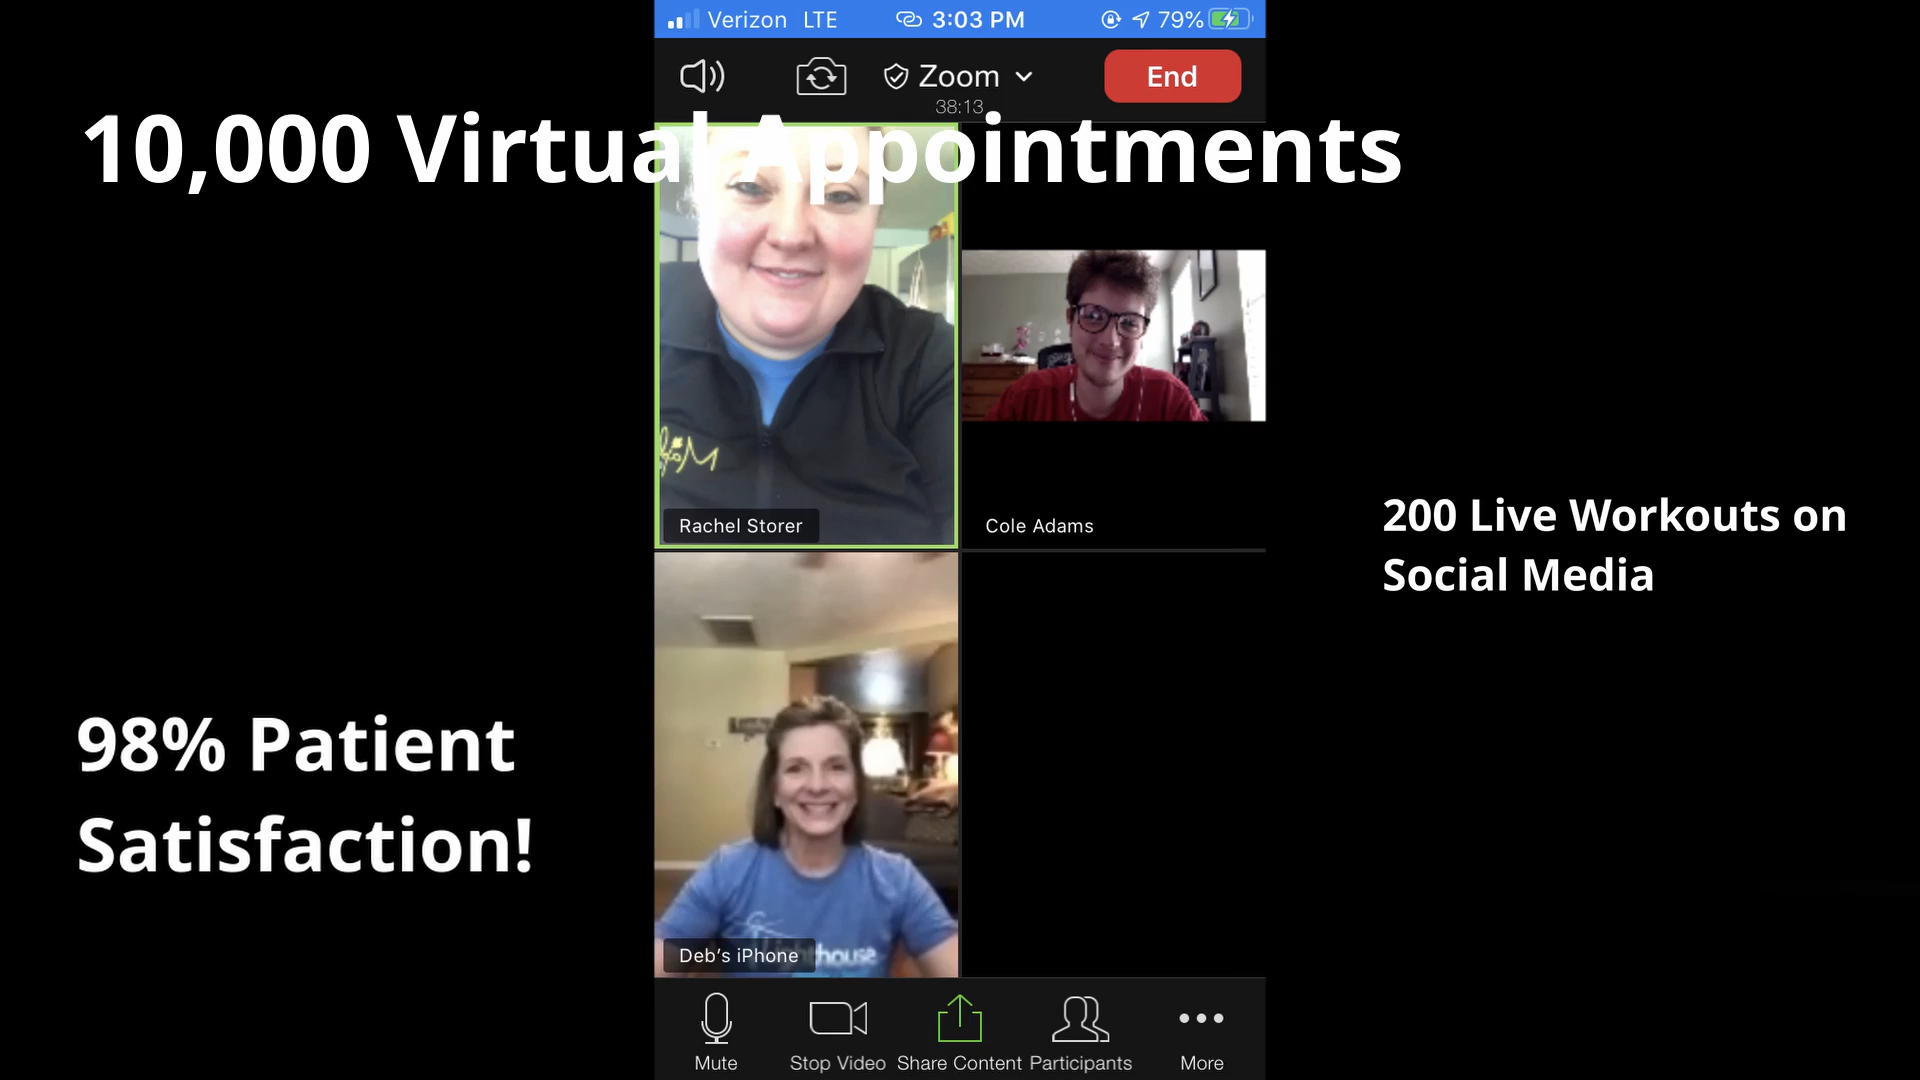 Verizon LTE 3:03 PM 79%
Zoom
End
38:13
10,000 Virtual Appointments
Rachel Storer
Cole Adams
200 Live Workouts on
Social Media
98% Patient
Satisfaction!
Deb’s iPhone
Mute Stop Video Share Content Participants More